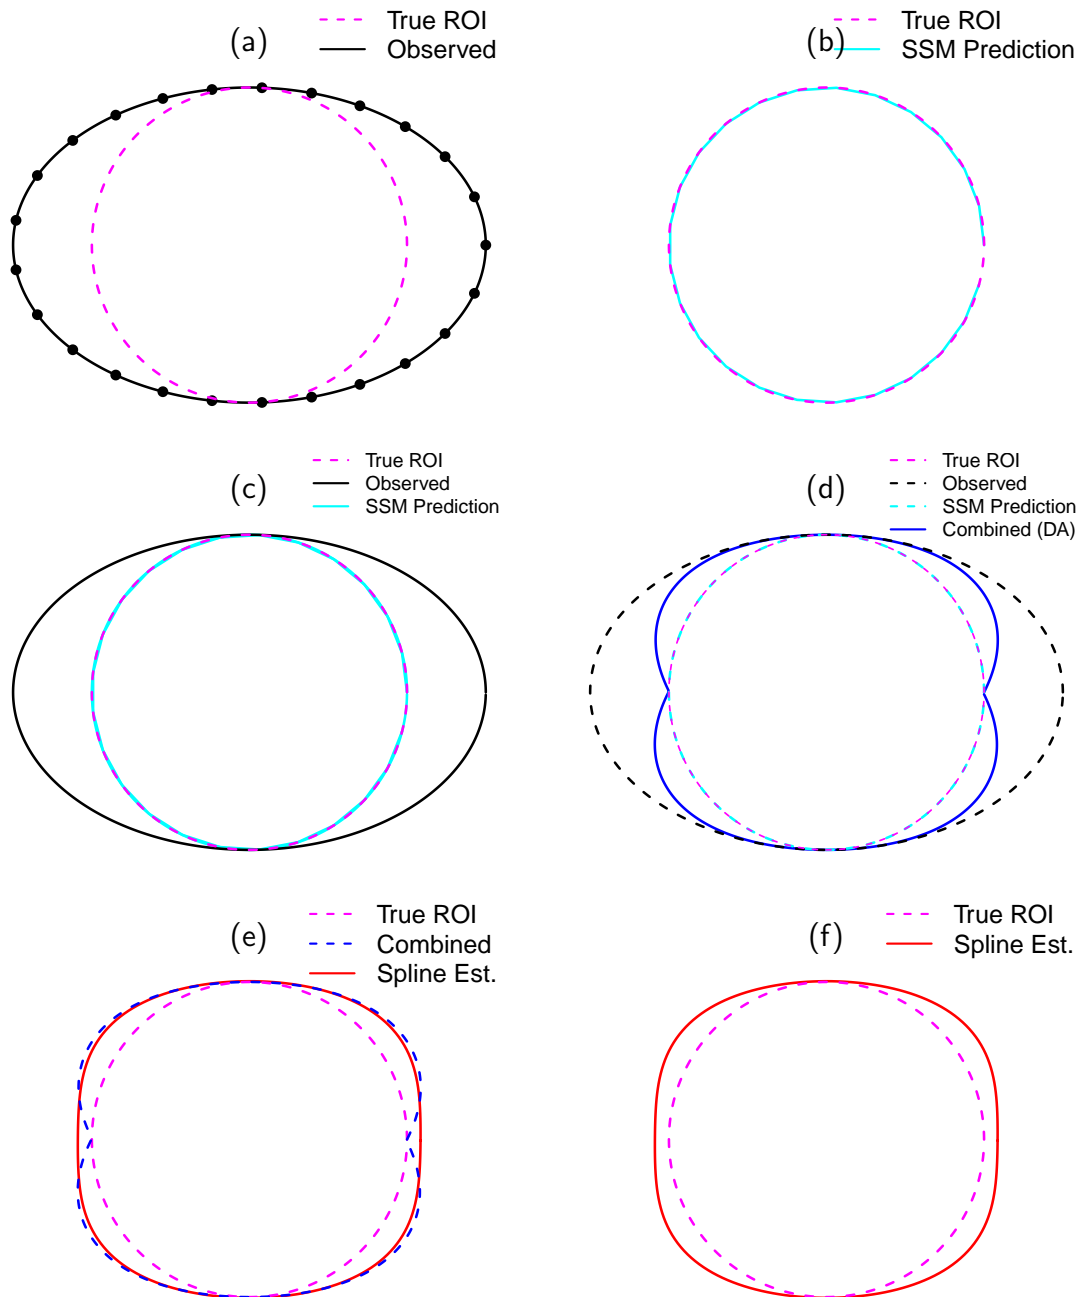 (a)
True ROI
Observed
(b)
True ROI
SSM Prediction
(c)
True ROI
Observed
SSM Prediction
(d)
True ROI
Observed
SSM Prediction
Combined (DA)
(e)
True ROI
Combined
Spline Est.
(f)
True ROI
Spline Est.